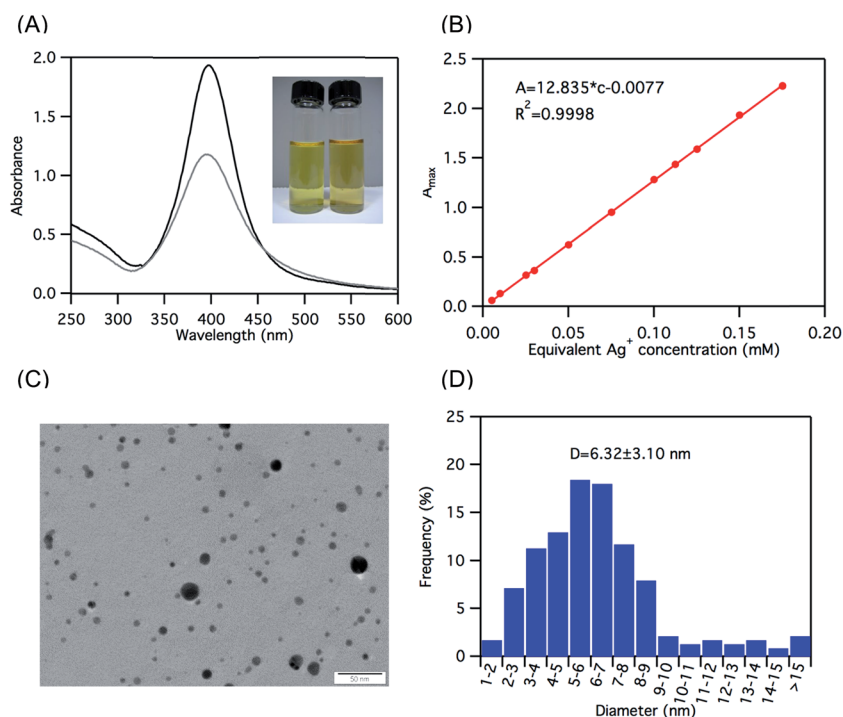 (A)
2.0
1.5
1.0
0.5
0.0
Absorbance
250 300 350 400 450 500 550 600
Wavelength (nm)
(B)
2.5
2.0
1.5
1.0
0.5
0.0
Amax
A=12.835*c-0.0077
R²=0.9998
0.00 0.05 0.10 0.15 0.20
Equivalent Ag⁺ concentration (mM)
(C)
50 nm
(D)
25
20
15
10
5
0
Frequency (%)
D=6.32±3.10 nm
1-2 2-3 3-4 4-5 5-6 6-7 7-8 8-9 9-10 10-11 11-12 12-13 13-14 14-15 >15
Diameter (nm)